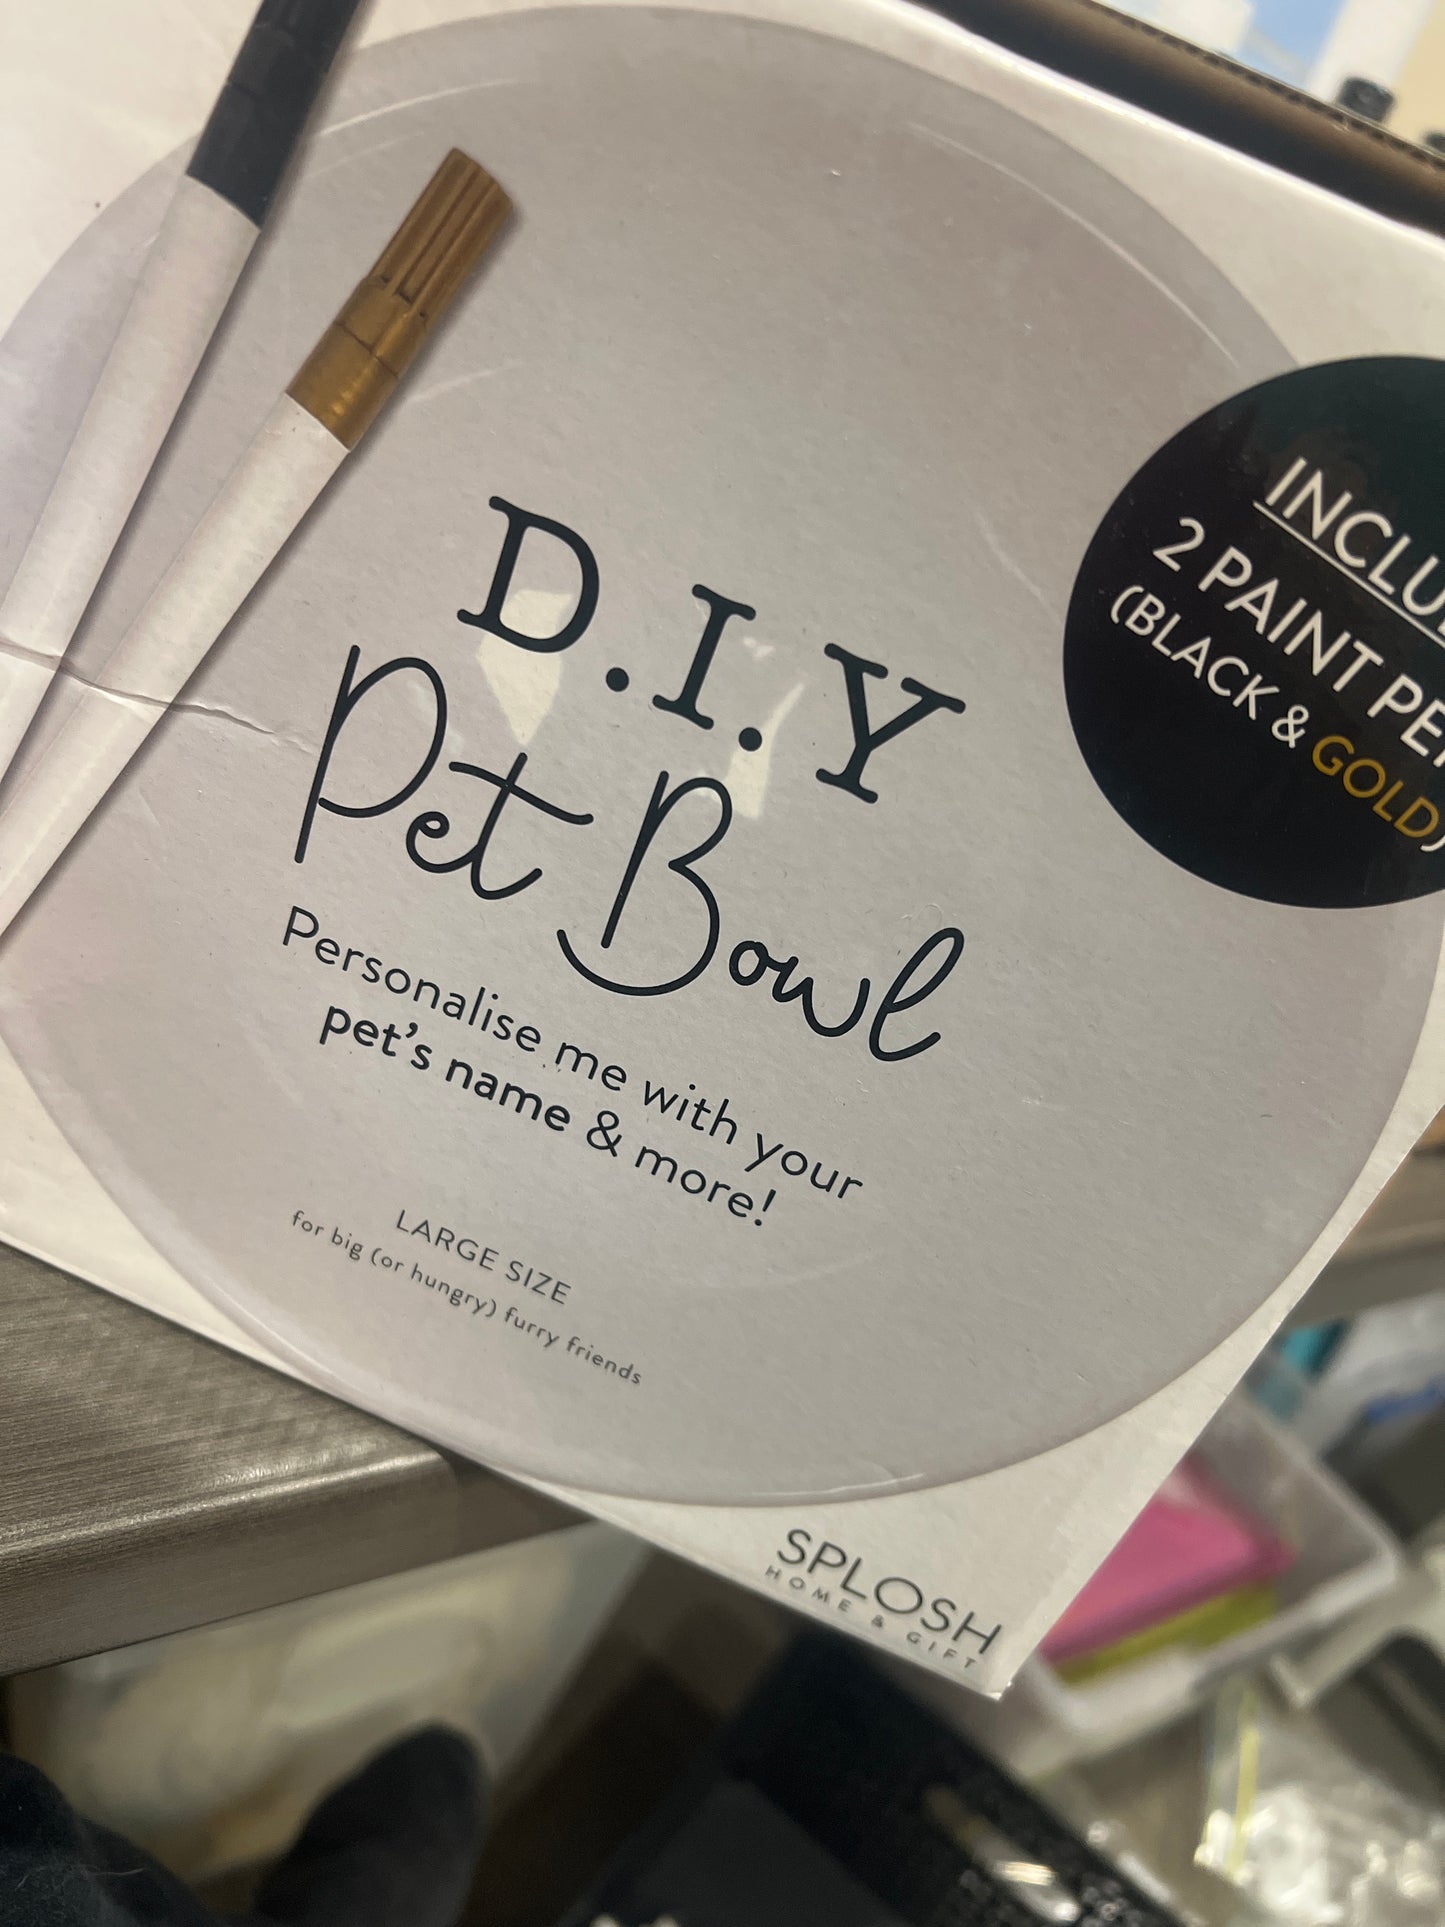 D.I.Y
Pet Bowl
Personalise me with your
pet's name & more!
LARGE SIZE
for big (or hungry) furry friends
2 PAINT
(BLACK & GOLD)
SPLOSH
HOME & GIFT